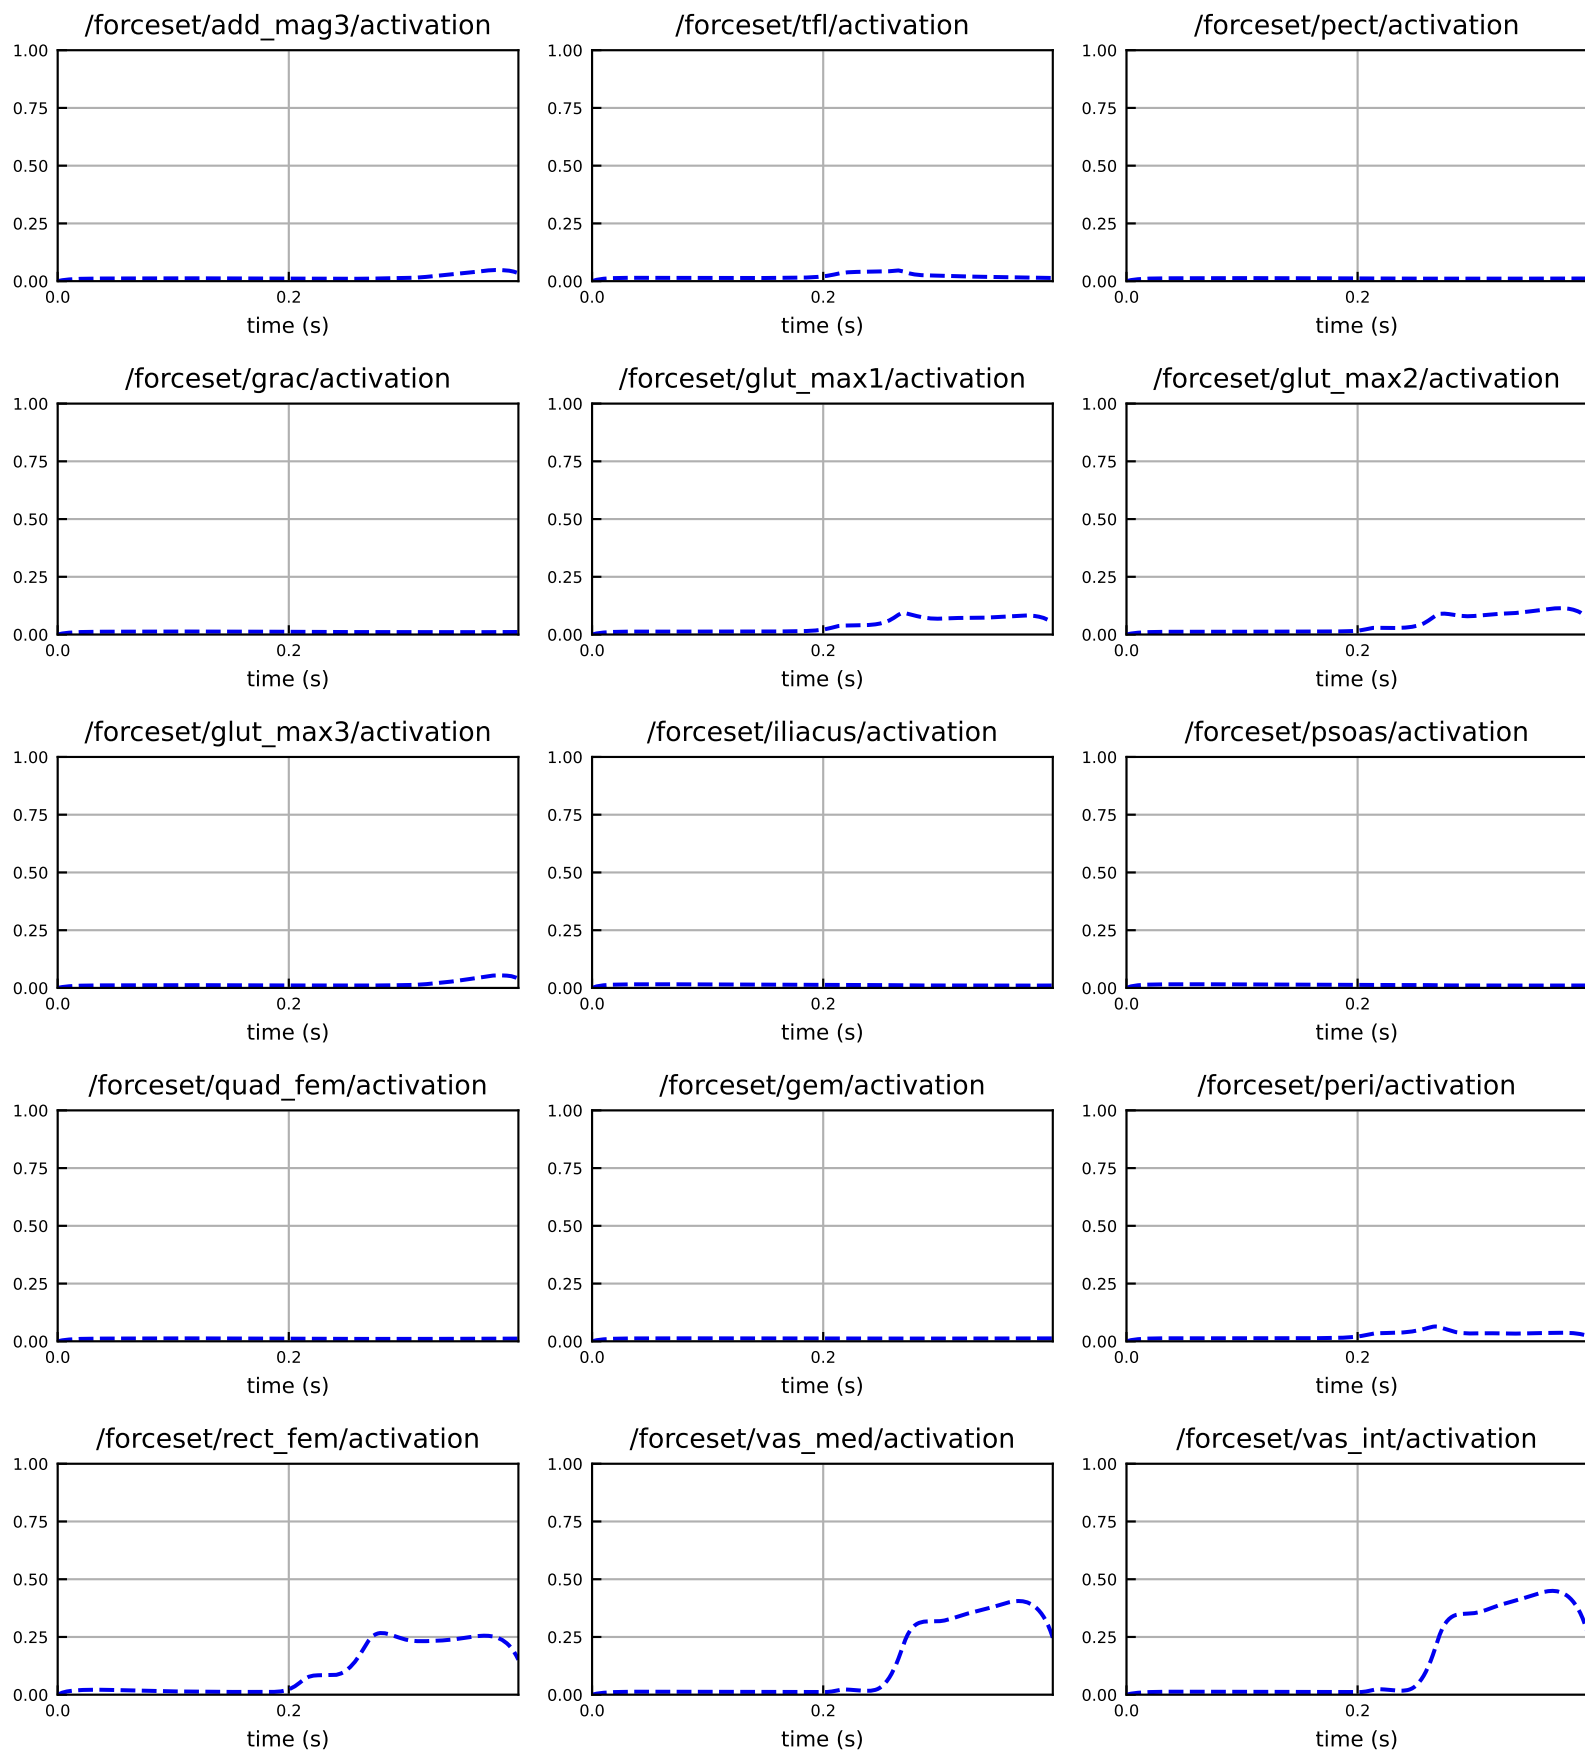 /forceset/add_mag3/activation /forceset/tfl/activation /forceset/pect/activation
1.00 1.00 1.00
0.75 0.75 0.75
0.50 0.50 0.50
0.25 0.25 0.25
0.00 0.00 0.00
0.0 0.2 0.0 0.2 0.0 0.2
time (s) time (s) time (s)
/forceset/grac/activation /forceset/glut_max1/activation /forceset/glut_max2/activation
1.00 1.00 1.00
0.75 0.75 0.75
0.50 0.50 0.50
0.25 0.25 0.25
0.00 0.00 0.00
0.0 0.2 0.0 0.2 0.0 0.2
time (s) time (s) time (s)
/forceset/glut_max3/activation /forceset/iliacus/activation /forceset/psoas/activation
1.00 1.00 1.00
0.75 0.75 0.75
0.50 0.50 0.50
0.25 0.25 0.25
0.00 0.00 0.00
0.0 0.2 0.0 0.2 0.0 0.2
time (s) time (s) time (s)
/forceset/quad_fem/activation /forceset/gem/activation /forceset/peri/activation
1.00 1.00 1.00
0.75 0.75 0.75
0.50 0.50 0.50
0.25 0.25 0.25
0.00 0.00 0.00
0.0 0.2 0.0 0.2 0.0 0.2
time (s) time (s) time (s)
/forceset/rect_fem/activation /forceset/vas_med/activation /forceset/vas_int/activation
1.00 1.00 1.00
0.75 0.75 0.75
0.50 0.50 0.50
0.25 0.25 0.25
0.00 0.00 0.00
0.0 0.2 0.0 0.2 0.0 0.2
time (s) time (s) time (s)